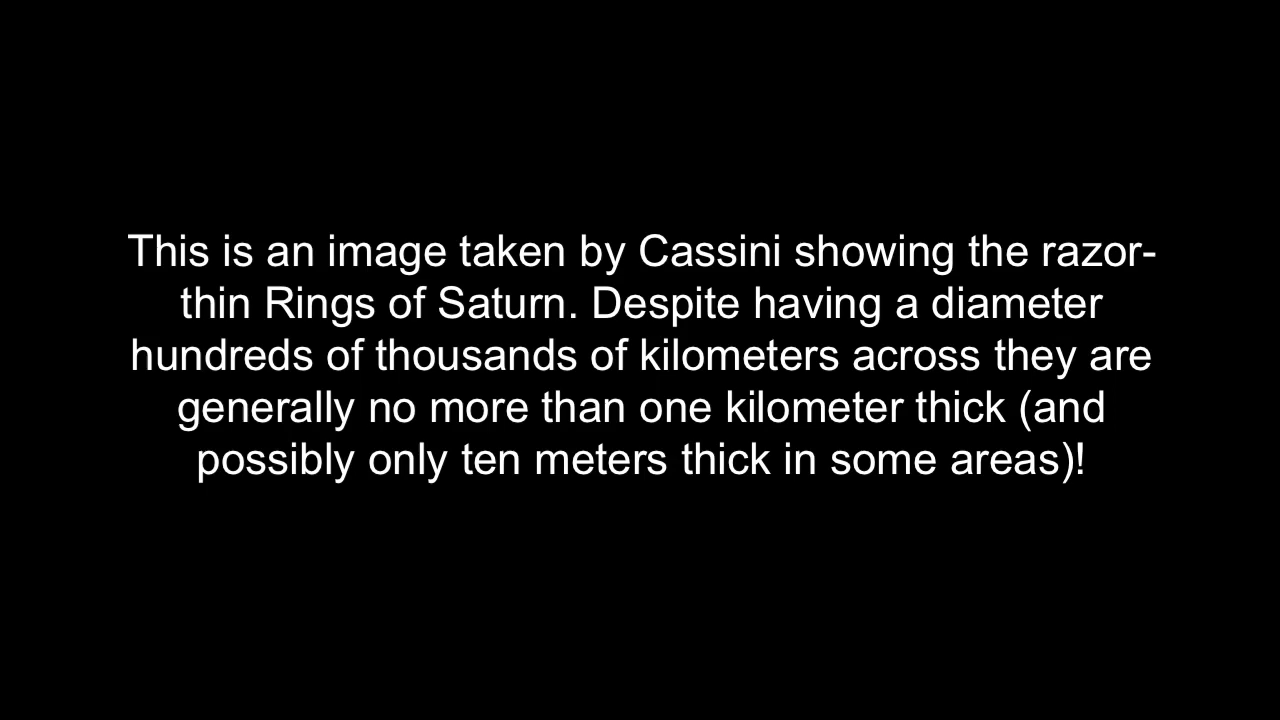 This is an image taken by Cassini showing the razor-
thin Rings of Saturn. Despite having a diameter
hundreds of thousands of kilometers across they are
generally no more than one kilometer thick (and
possibly only ten meters thick in some areas)!